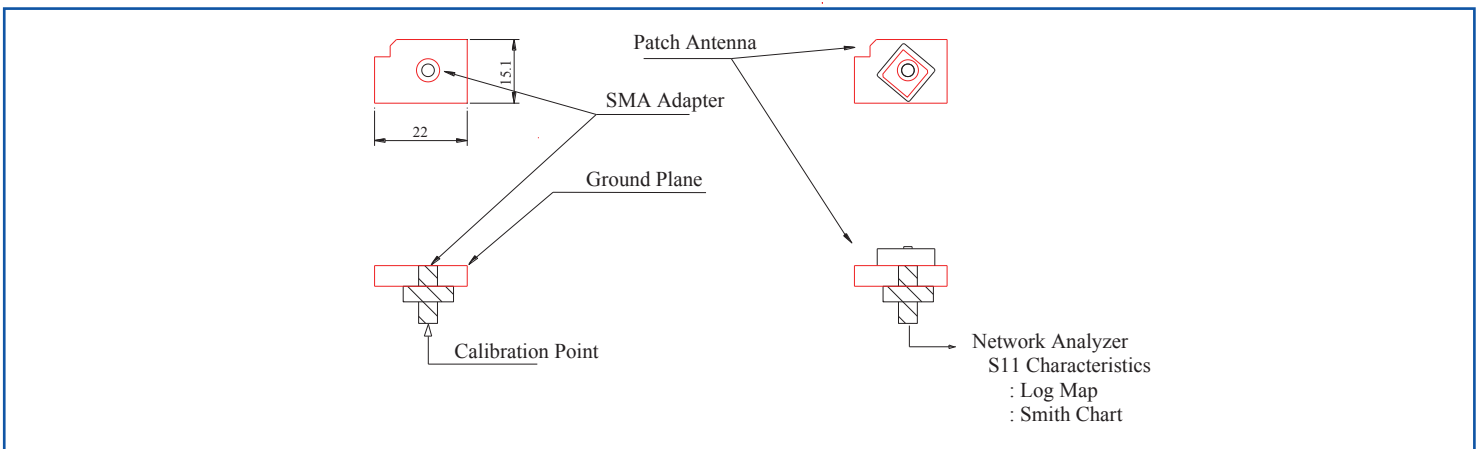 Patch Antenna
15.1
SMA Adapter
22
Ground Plane
Calibration Point
Network Analyzer
S11 Characteristics
: Log Map
: Smith Chart